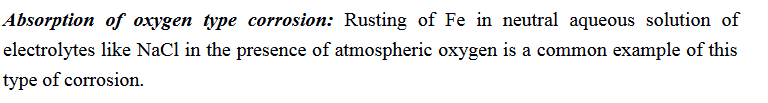 Absorption of oxygen type corrosion: Rusting of Fe in neutral aqueous solution of
electrolytes like NaCl in the presence of atmospheric oxygen is a common example of this
type of corrosion.